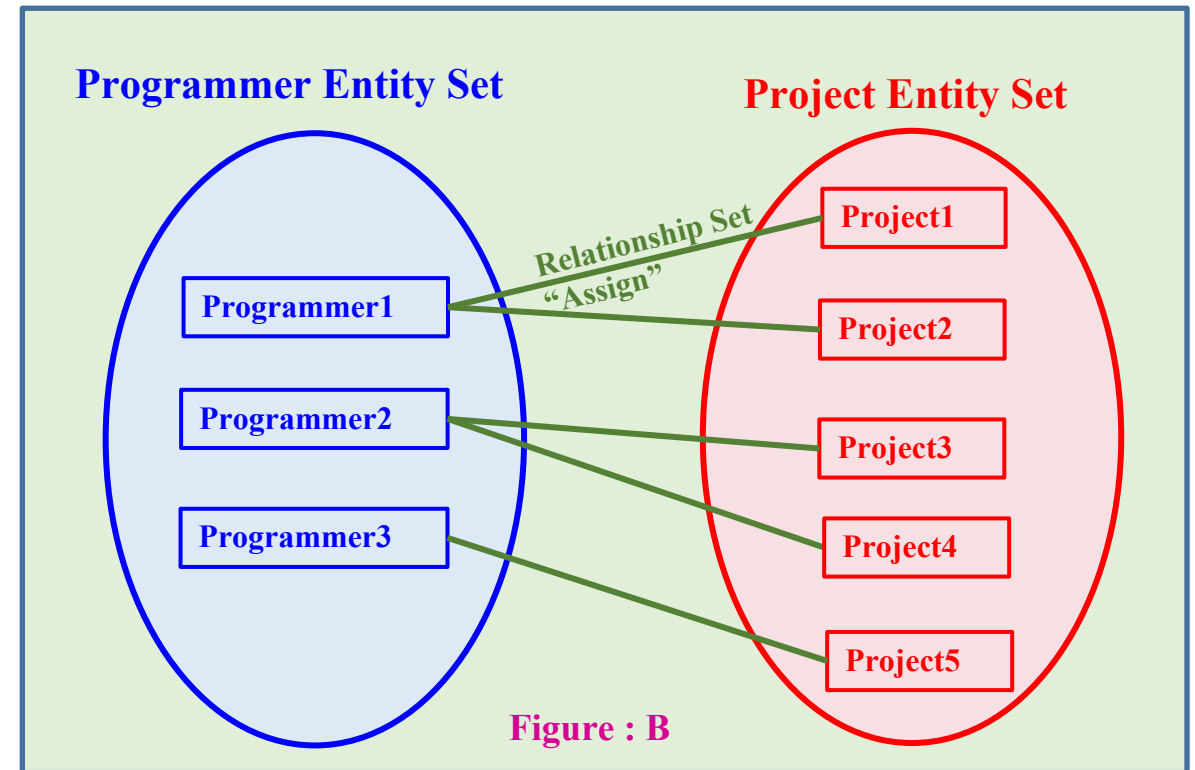 Programmer Entity Set
Project Entity Set
Relationship Set
“Assign”
Programmer1
Programmer2
Programmer3
Project1
Project2
Project3
Project4
Project5
Figure : B